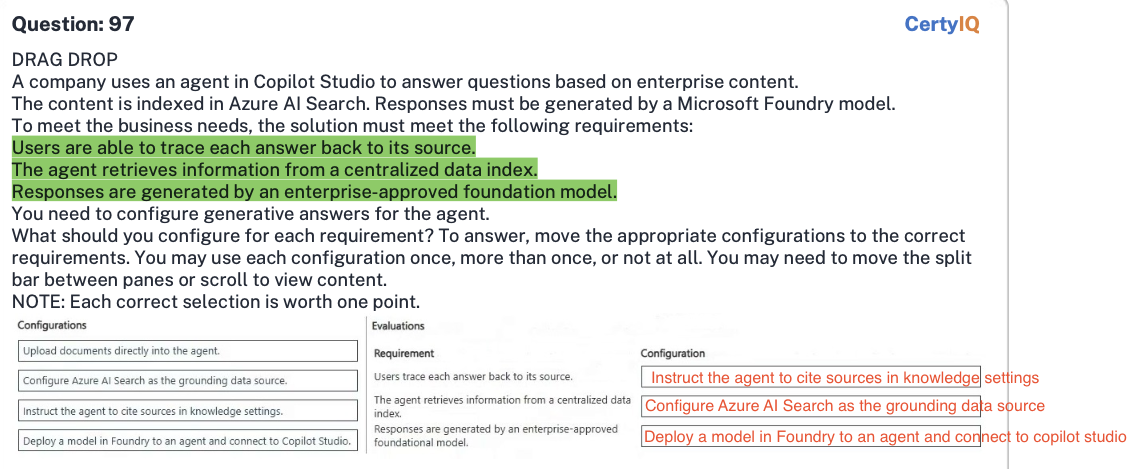 Question: 97
CertyIQ
DRAG DROP
A company uses an agent in Copilot Studio to answer questions based on enterprise content.
The content is indexed in Azure AI Search. Responses must be generated by a Microsoft Foundry model.
To meet the business needs, the solution must meet the following requirements:
Users are able to trace each answer back to its source.
The agent retrieves information from a centralized data index.
Responses are generated by an enterprise-approved foundation model.
You need to configure generative answers for the agent.
What should you configure for each requirement? To answer, move the appropriate configurations to the correct
requirements. You may use each configuration once, more than once, or not at all. You may need to move the split
bar between panes or scroll to view content.
NOTE: Each correct selection is worth one point.
Configurations
Upload documents directly into the agent.
Configure Azure AI Search as the grounding data source.
Instruct the agent to cite sources in knowledge settings.
Deploy a model in Foundry to an agent and connect to Copilot Studio.
Evaluations
Requirement
Configuration
Users trace each answer back to its source.
Instruct the agent to cite sources in knowledge settings
The agent retrieves information from a centralized data
index.
Configure Azure AI Search as the grounding data source
Responses are generated by an enterprise-approved
foundational model.
Deploy a model in Foundry to an agent and connect to copilot studio